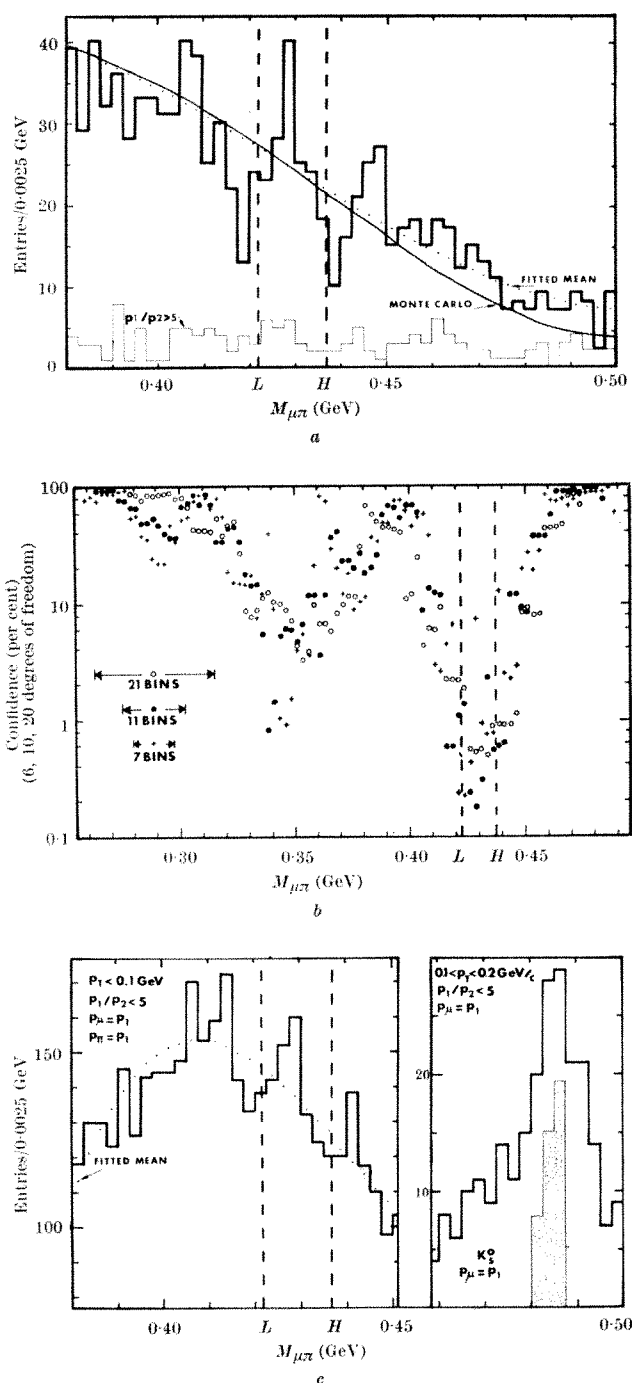 40
30
20
10
0
Entries/0·0025 GeV
p1/p2>5
FITTED MEAN
MONTE CARLO
0·40 L H 0·45 0·50
Mμπ (GeV)
a
100
10
1
0·1
Confidence (per cent)
(6, 10, 20 degrees of freedom)
21 BINS
11 BINS
7 BINS
0·30 0·35 0·40 L H 0·45
Mμπ (GeV)
b
150
100
Entries/0·0025 GeV
PT < 0.1 GeV
P1/P2 < 5
Pμ = P1
Pπ = P1
FITTED MEAN
0·40 L H 0·45
0.1<pT<0.2 GeV/c
P1/P2 < 5
Pμ = P1
20
10
K°S
Pμ = P1
0·50
Mμπ (GeV)
c